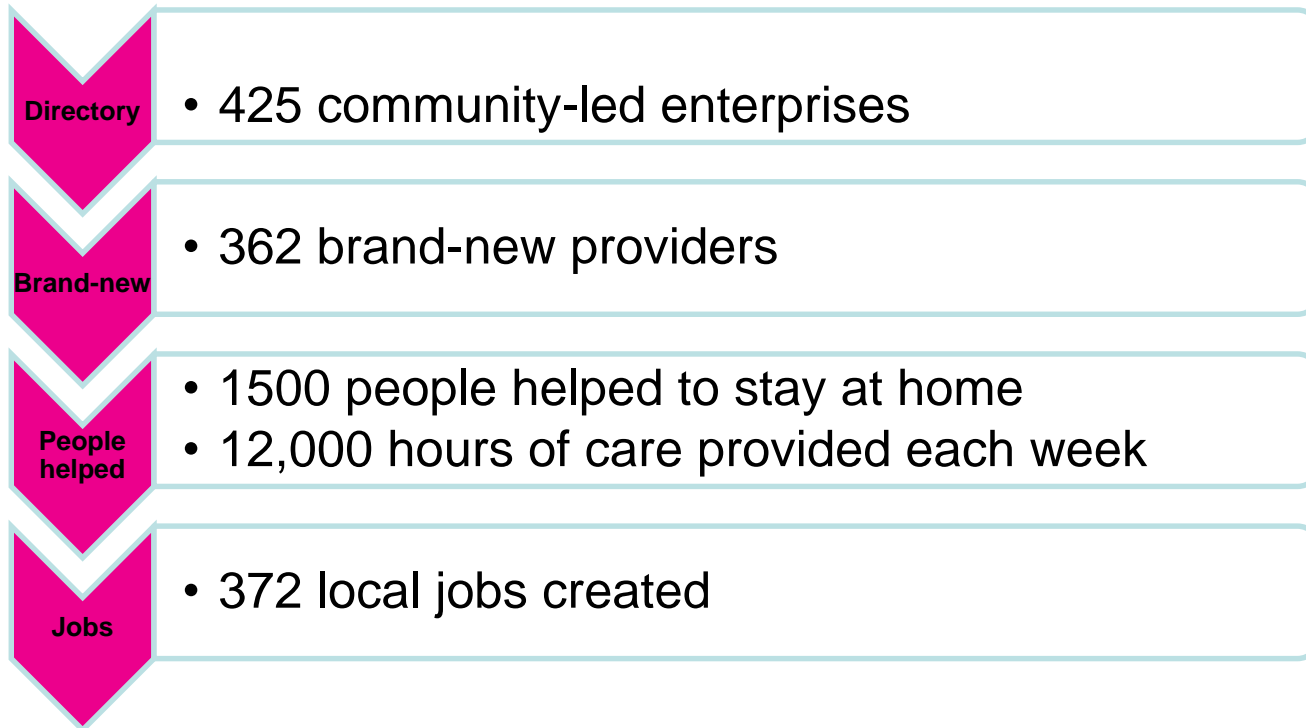 Directory
• 425 community-led enterprises
Brand-new
• 362 brand-new providers
People
helped
• 1500 people helped to stay at home
• 12,000 hours of care provided each week
Jobs
• 372 local jobs created